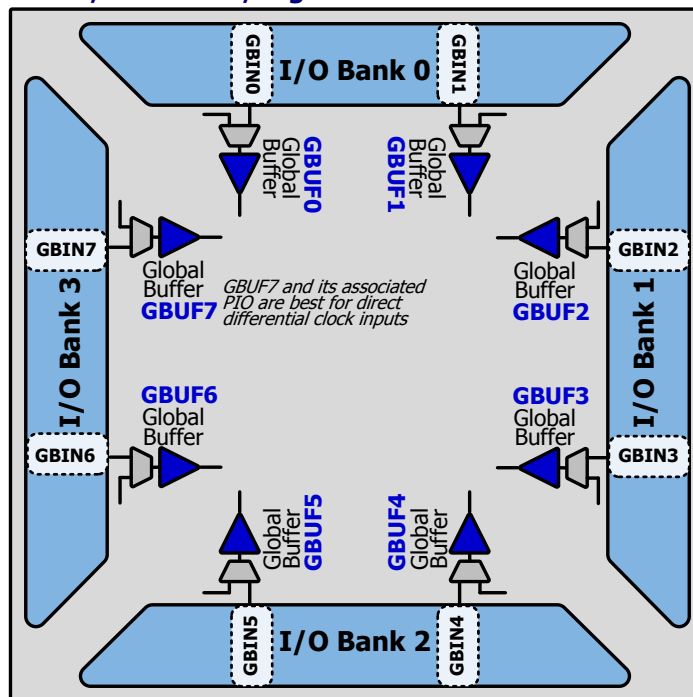 GBIN0
GBIN1
I/O Bank 0
Global
Buffer
GBUF0
Global
Buffer
GBUF1
GBIN7
Global
Buffer
GBUF7
GBUF7 and its associated
PIO are best for direct
differential clock inputs
GBIN2
Global
Buffer
GBUF2
I/O Bank 3
I/O Bank 1
GBUF6
Global
Buffer
GBIN6
GBUF3
Global
Buffer
GBIN3
Global
Buffer
GBUF5
Global
Buffer
GBUF4
GBIN5
I/O Bank 2
GBIN4